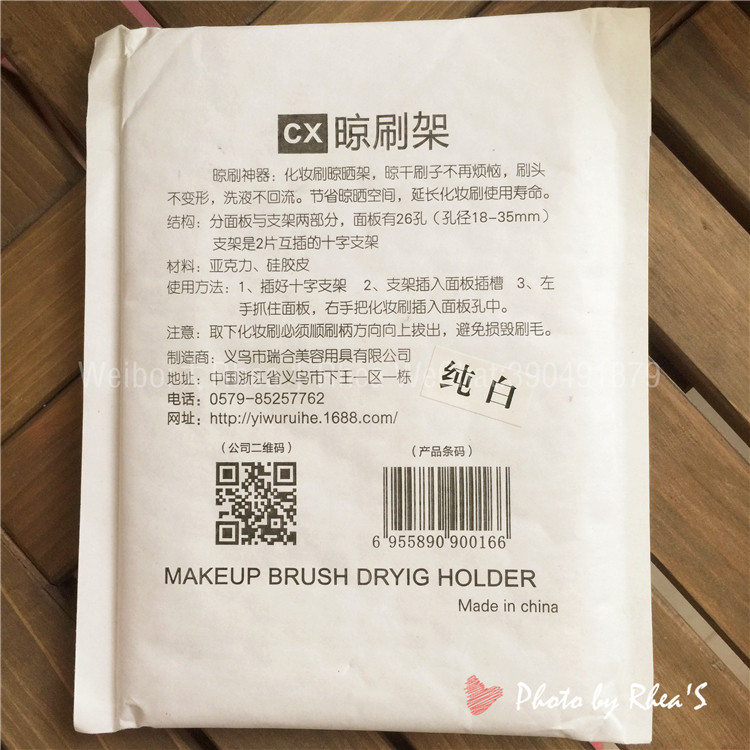 CX 晾刷架
晾刷神器：化妆刷晾晒架，晾干刷子不再烦恼，刷头
不变形，洗液不回流。节省晾晒空间，延长化妆刷使用寿命。
结构：分面板与支架两部分，面板有26孔（孔径18-35mm）
支架是2片互插的十字支架
材料：亚克力、硅胶皮
使用方法：1、插好十字支架 2、支架插入面板插槽 3、左
手抓住面板，右手把化妆刷插入面板孔中。
注意：取下化妆刷必须顺刷柄方向向上拔出，避免损毁刷毛。
制造商：义乌市瑞合美容用具有限公司
地址：中国浙江省义乌市下王一区一栋
电话：0579-85257762
网址：http://yiwuruihe.1688.com/
纯白
（公司二维码）
（产品条码）
6 955890 900166
MAKEUP BRUSH DRYIG HOLDER
Made in china
Photo by Rhea'S